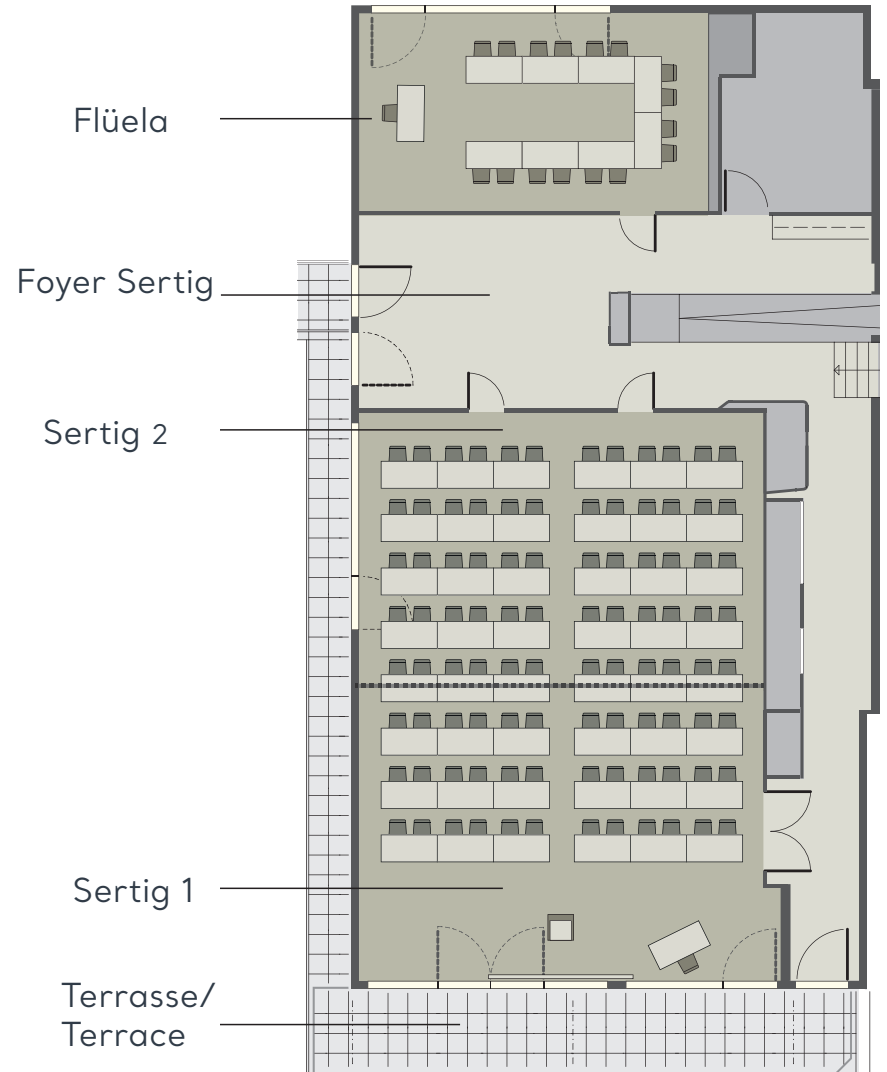 Flüela
Foyer Sertig
Sertig 2
Sertig 1
Terrasse/
Terrace